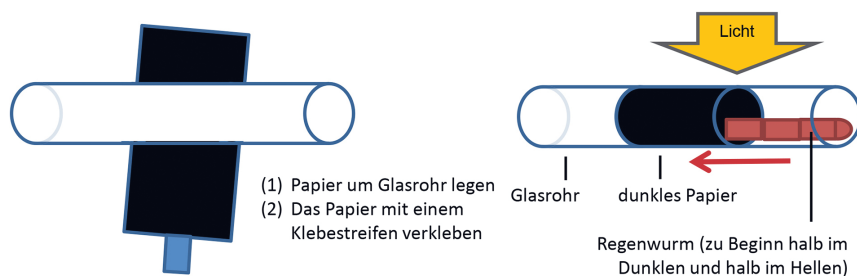 Licht
(1) Papier um Glasrohr legen
(2) Das Papier mit einem
Klebestreifen verkleben
Glasrohr
dunkles Papier
Regenwurm (zu Beginn halb im
Dunklen und halb im Hellen)